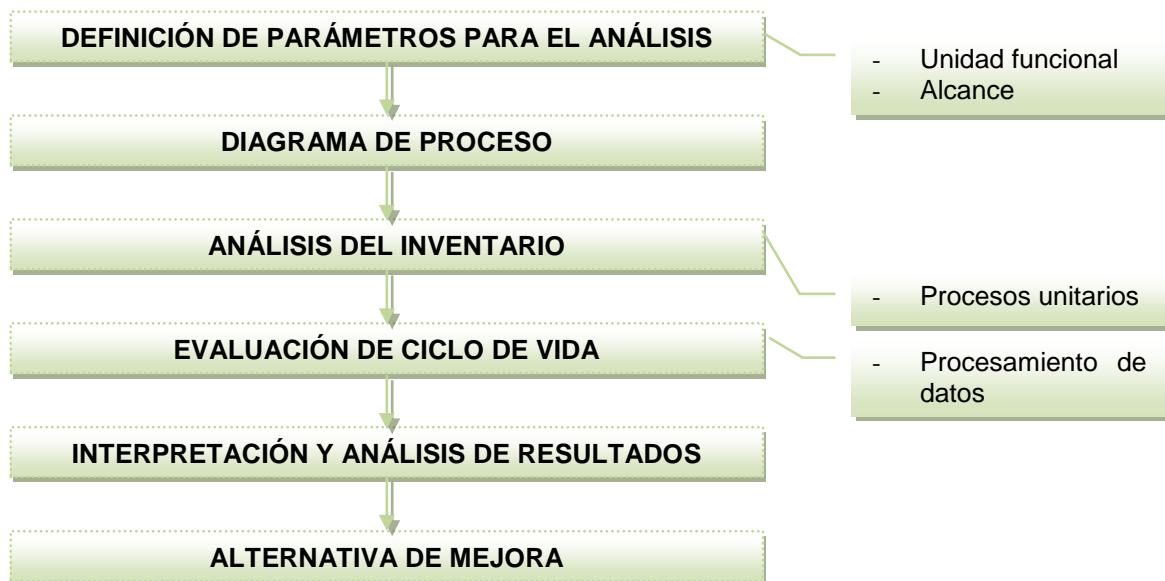 DEFINICIÓN DE PARÁMETROS PARA EL ANÁLISIS
- Unidad funcional
- Alcance
DIAGRAMA DE PROCESO
ANÁLISIS DEL INVENTARIO
- Procesos unitarios
EVALUACIÓN DE CICLO DE VIDA
- Procesamiento de
datos
INTERPRETACIÓN Y ANÁLISIS DE RESULTADOS
ALTERNATIVA DE MEJORA